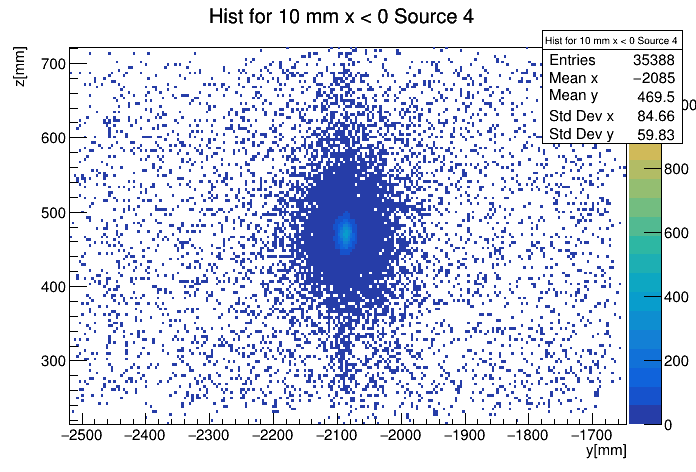 Hist for 10 mm x < 0 Source 4
z[mm]
Hist for 10 mm x < 0 Source 4
Entries 35388
Mean x −2085
Mean y 469.5
Std Dev x 84.66
Std Dev y 59.83
700
600
500
400
300
00
800
600
400
200
0
−2500 −2400 −2300 −2200 −2100 −2000 −1900 −1800 −1700
y[mm]